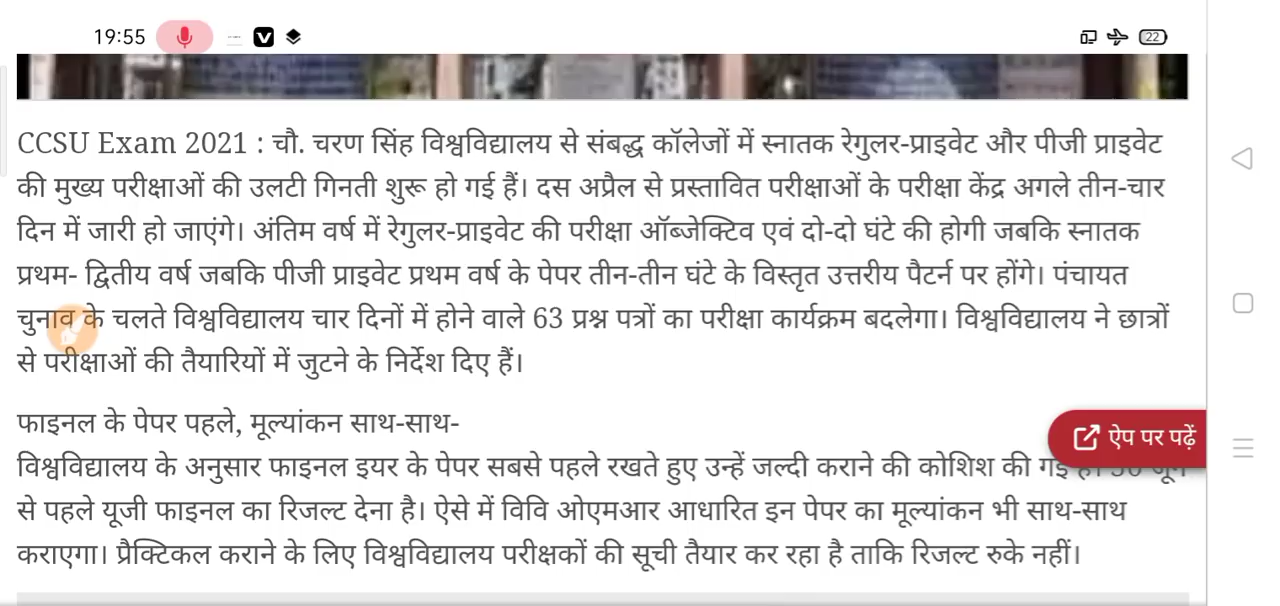 19:55
22
CCSU Exam 2021 : चौ. चरण सिंह विश्वविद्यालय से संबद्ध कॉलेजों में स्नातक रेगुलर-प्राइवेट और पीजी प्राइवेट
की मुख्य परीक्षाओं की उलटी गिनती शुरू हो गई हैं। दस अप्रैल से प्रस्तावित परीक्षाओं के परीक्षा केंद्र अगले तीन-चार
दिन में जारी हो जाएंगे। अंतिम वर्ष में रेगुलर-प्राइवेट की परीक्षा ऑब्जेक्टिव एवं दो-दो घंटे की होगी जबकि स्नातक
प्रथम- द्वितीय वर्ष जबकि पीजी प्राइवेट प्रथम वर्ष के पेपर तीन-तीन घंटे के विस्तृत उत्तरीय पैटर्न पर होंगे। पंचायत
चुनाव के चलते विश्वविद्यालय चार दिनों में होने वाले 63 प्रश्न पत्रों का परीक्षा कार्यक्रम बदलेगा। विश्वविद्यालय ने छात्रों
से परीक्षाओं की तैयारियों में जुटने के निर्देश दिए हैं।
फाइनल के पेपर पहले, मूल्यांकन साथ-साथ-
ऐप पर पढ़ें
विश्वविद्यालय के अनुसार फाइनल इयर के पेपर सबसे पहले रखते हुए उन्हें जल्दी कराने की कोशिश की
से पहले यूजी फाइनल का रिजल्ट देना है। ऐसे में विवि ओएमआर आधारित इन पेपर का मूल्यांकन भी साथ-साथ
कराएगा। प्रैक्टिकल कराने के लिए विश्वविद्यालय परीक्षकों की सूची तैयार कर रहा है ताकि रिजल्ट रुके नहीं।